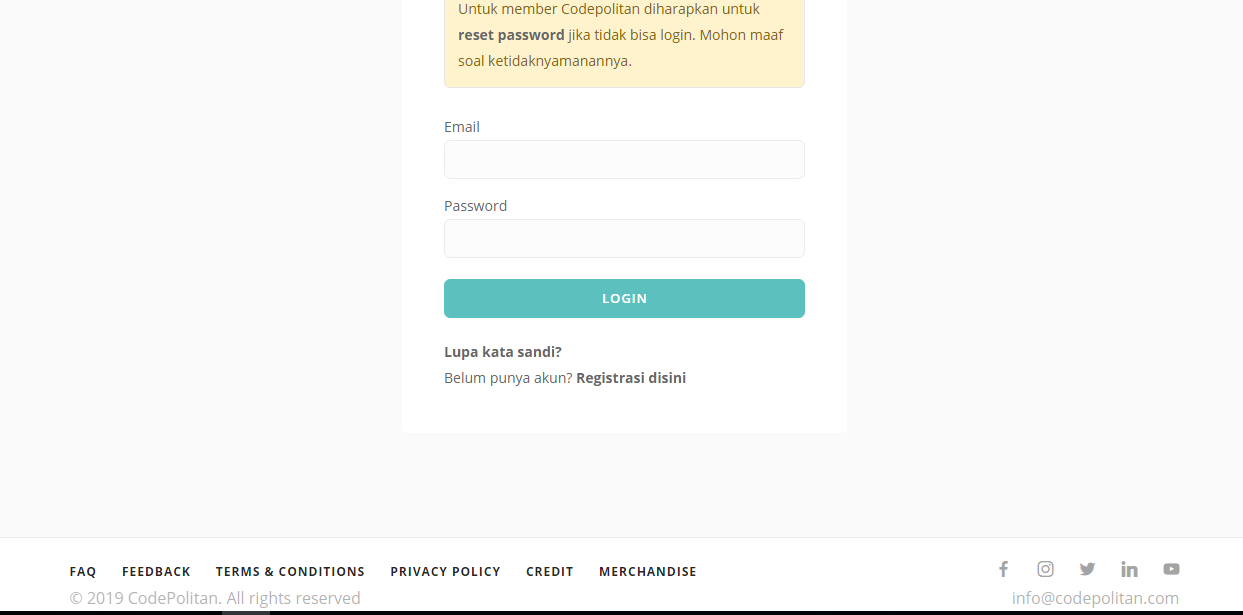 Untuk member Codepolitan diharapkan untuk
reset password jika tidak bisa login. Mohon maaf
soal ketidaknyamanannya.
Email
Password
LOGIN
Lupa kata sandi?
Belum punya akun? Registrasi disini
FAQ FEEDBACK TERMS & CONDITIONS PRIVACY POLICY CREDIT MERCHANDISE
© 2019 CodePolitan. All rights reserved
info@codepolitan.com